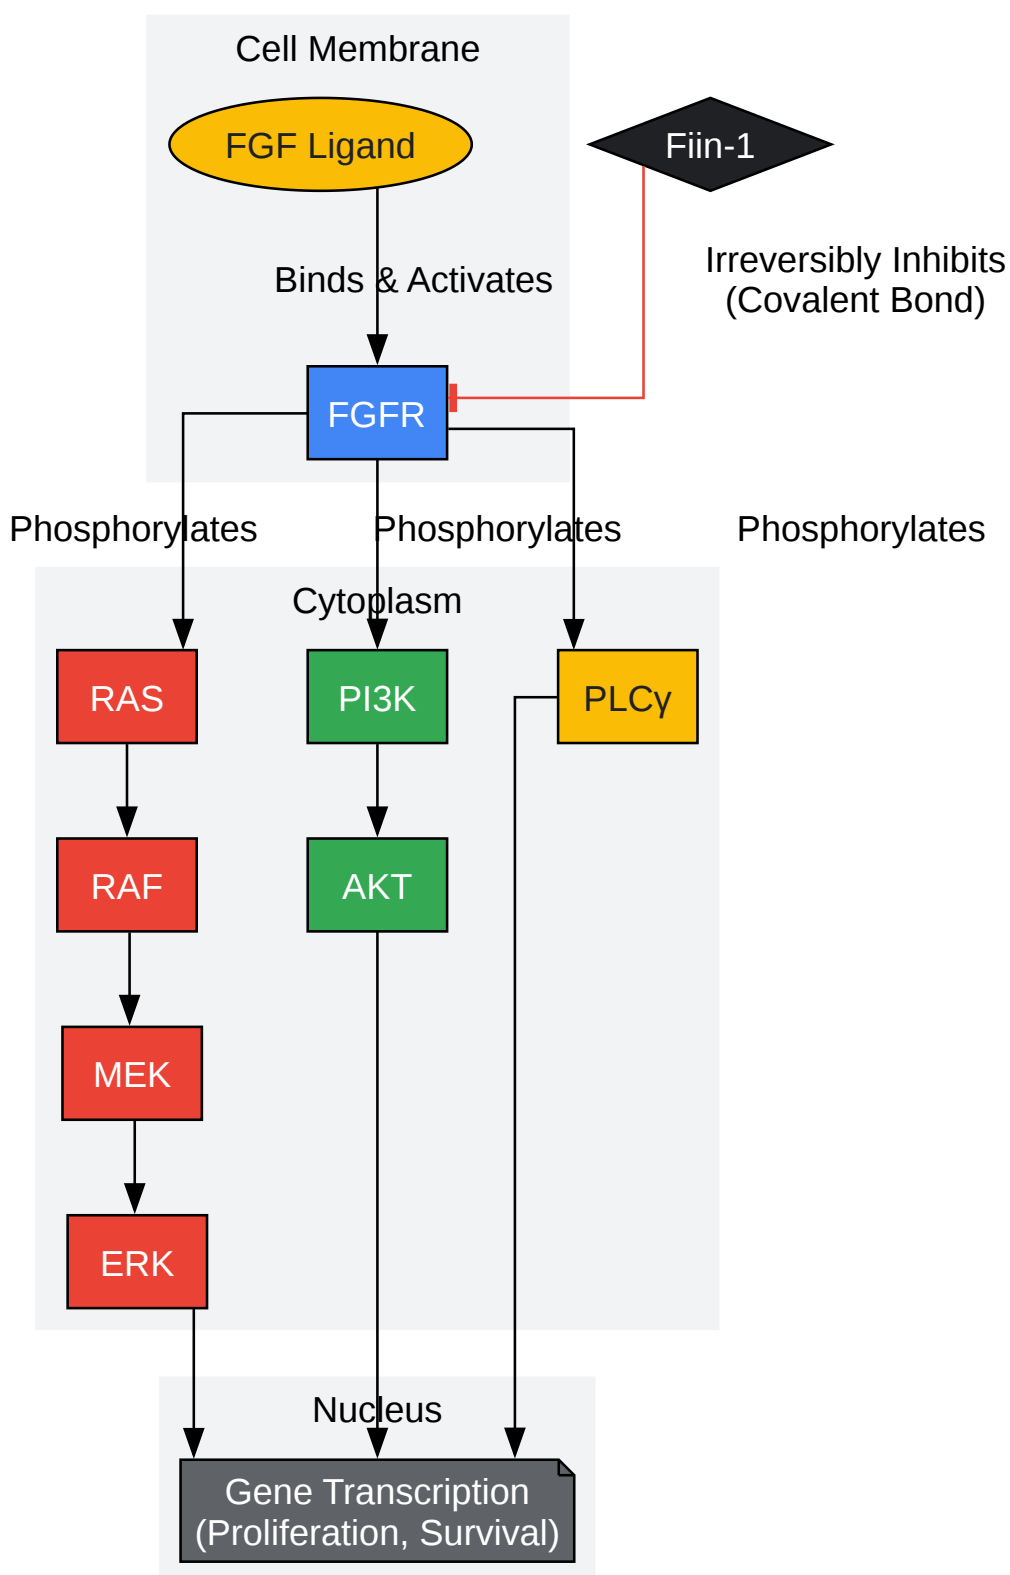 Cell Membrane
FGF Ligand
Fiin-1
Binds & Activates
Irreversibly Inhibits
(Covalent Bond)
FGFR
Phosphorylates
Phosphorylates
Phosphorylates
Cytoplasm
RAS
PI3K
PLCγ
RAF
AKT
MEK
ERK
Nucleus
Gene Transcription
(Proliferation, Survival)